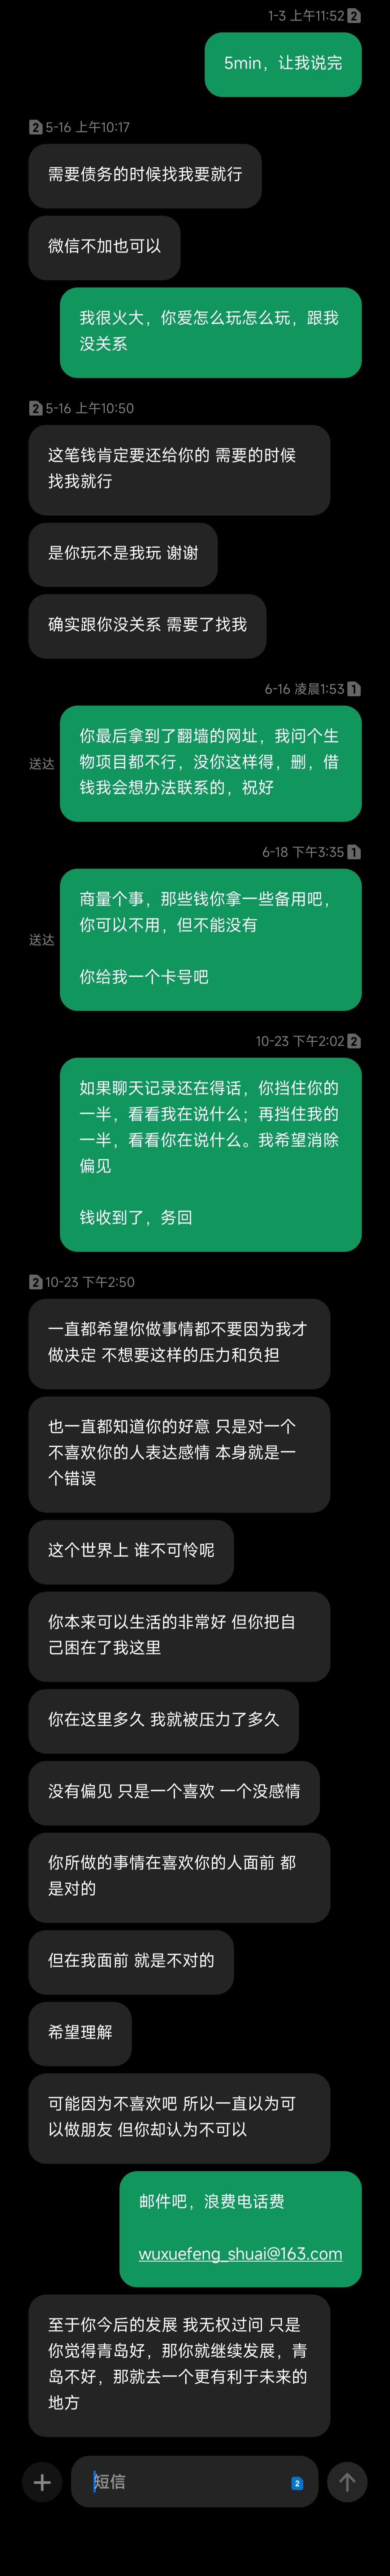 1-3 上午11:52 2
5min，让我说完
2 5-16 上午10:17
需要债务的时候找我要就行
微信不加也可以
我很火大，你爱怎么玩怎么玩，跟我
没关系
2 5-16 上午10:50
这笔钱肯定要还给你的 需要的时候
找我就行
是你玩不是我玩 谢谢
确实跟你没关系 需要了找我
6-16 凌晨1:53 1
你最后拿到了翻墙的网址，我问个生
物项目都不行，没你这样得，删，借
钱我会想办法联系的，祝好
送达
6-18 下午3:35 1
商量个事，那些钱你拿一些备用吧，
你可以不用，但不能没有
你给我一个卡号吧
送达
10-23 下午2:02 2
如果聊天记录还在得话，你挡住你的
一半，看看我在说什么；再挡住我的
一半，看看你在说什么。我希望消除
偏见
钱收到了，务回
2 10-23 下午2:50
一直都希望你做事情都不要因为我才
做决定 不想要这样的压力和负担
也一直都知道你的好意 只是对一个
不喜欢你的人表达感情 本身就是一
个错误
这个世界上 谁不可怜呢
你本来可以生活的非常好 但你把自
己困在了我这里
你在这里多久 我就被压力了多久
没有偏见 只是一个喜欢 一个没感情
你所做的事情在喜欢你的人面前 都
是对的
但在我面前 就是不对的
希望理解
可能因为不喜欢吧 所以一直以为可
以做朋友 但你却认为不可以
邮件吧，浪费电话费
wuxuefeng_shuai@163.com
至于你今后的发展 我无权过问 只是
你觉得青岛好，那你就继续发展，青
岛不好，那就去一个更有利于未来的
地方
短信
2